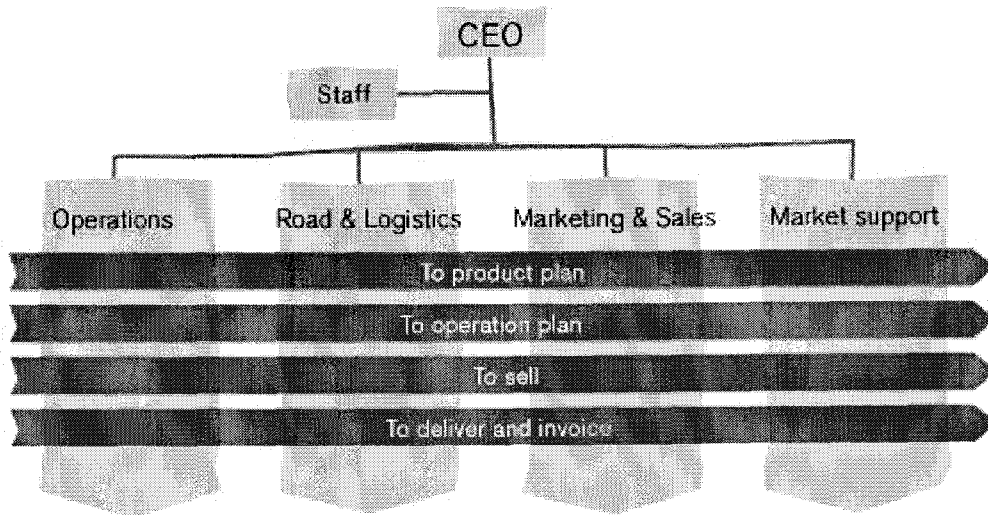 CEO
Staff
Operations
Road & Logistics
Marketing & Sales
Market support
To product plan
To operation plan
To sell
To deliver and invoice